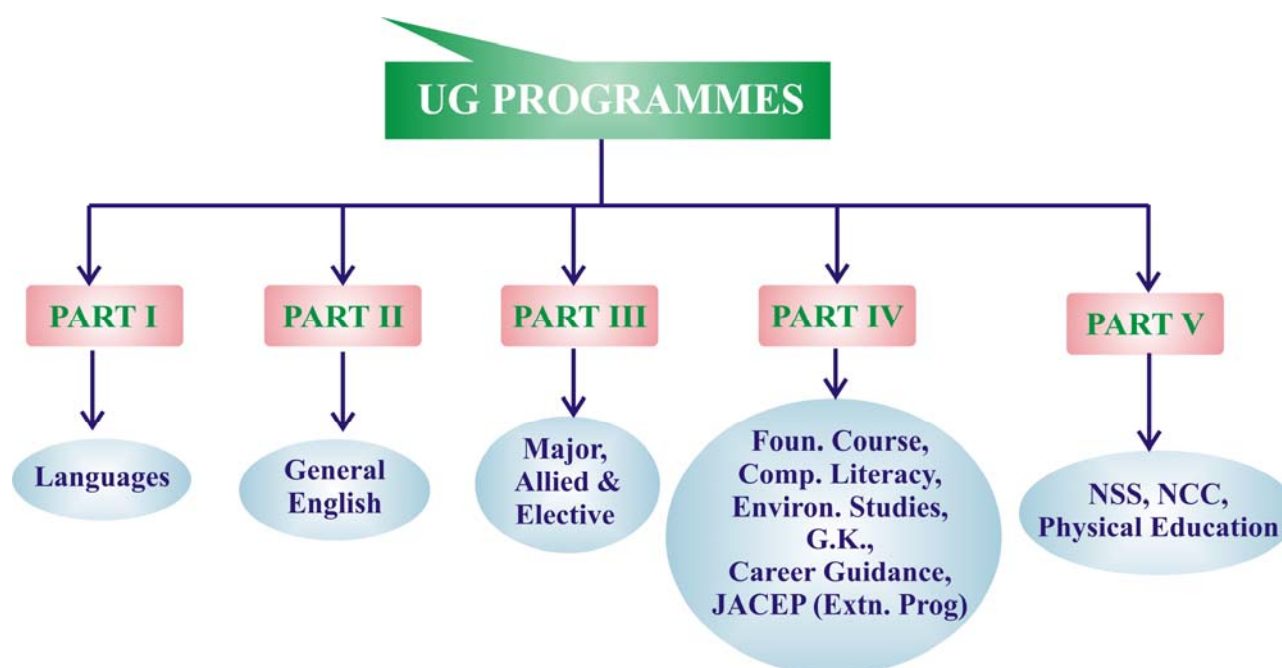 UG PROGRAMMES
PART I
PART II
PART III
PART IV
PART V
Languages
General
English
Major,
Allied &
Elective
Foun. Course,
Comp. Literacy,
Environ. Studies,
G.K.,
Career Guidance,
JACEP (Extn. Prog)
NSS, NCC,
Physical Education